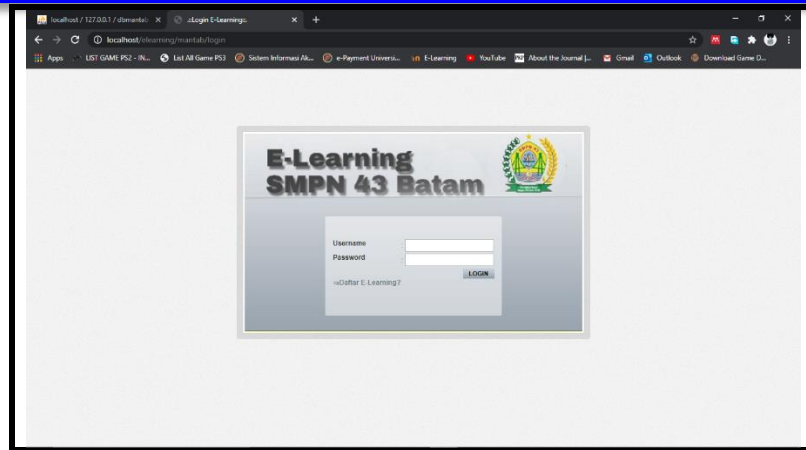 localhost / 127.0.0.1 / dbmantab
.:Login E-Learning:.
localhost/elearning/mantab/login
Apps
LIST GAME PS2 - IN...
List All Game PS3
Sistem Informasi Ak...
e-Payment Universi...
E-Learning
YouTube
About the Journal |...
Gmail
Outlook
Download Game D...
E-Learning
SMPN 43 Batam
Username :
Password :
LOGIN
Daftar E-Learning?